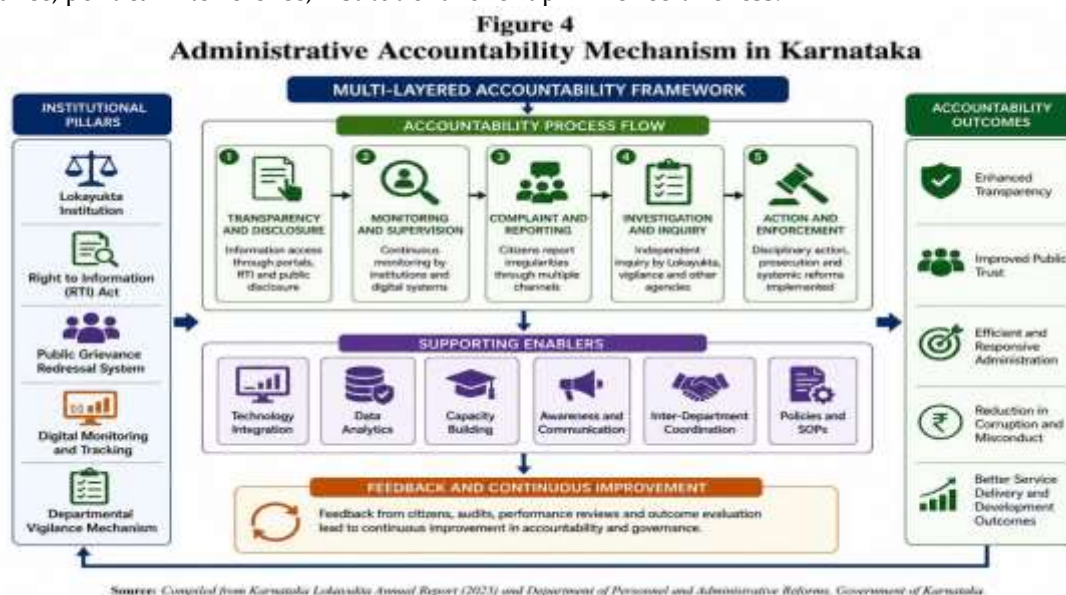 Figure 4
Administrative Accountability Mechanism in Karnataka
MULTI-LAYERED ACCOUNTABILITY FRAMEWORK
INSTITUTIONAL
PILLARS
Lokayukta
Institution
Right to Information
(RTI) Act
Public Grievance
Redressal System
Digital Monitoring
and Tracking
Departmental
Vigilance Mechanism
ACCOUNTABILITY PROCESS FLOW
1
TRANSPARENCY
AND DISCLOSURE
Information access
through portals,
RTI and public
disclosure
2
MONITORING
AND SUPERVISION
Continuous
monitoring by
institutions and
digital systems
3
COMPLAINT AND
REPORTING
Citizens report
irregularities
through multiple
channels
4
INVESTIGATION
AND INQUIRY
Independent
inquiry by Lokayukta,
vigilance and other
agencies
5
ACTION AND
ENFORCEMENT
Disciplinary action,
prosecution and
systemic reforms
implemented
SUPPORTING ENABLERS
Technology
Integration
Data
Analytics
Capacity
Building
Awareness and
Communication
Inter-Department
Coordination
Policies and
SOPs
FEEDBACK AND CONTINUOUS IMPROVEMENT
Feedback from citizens, audits, performance reviews and outcome evaluation
lead to continuous improvement in accountability and governance.
ACCOUNTABILITY
OUTCOMES
Enhanced
Transparency
Improved Public
Trust
Efficient and
Responsive
Administration
₹
Reduction in
Corruption and
Misconduct
Better Service
Delivery and
Development
Outcomes
Source: Compiled from Karnataka Lokayukta Annual Report (2023) and Department of Personnel and Administrative Reforms, Government of Karnataka